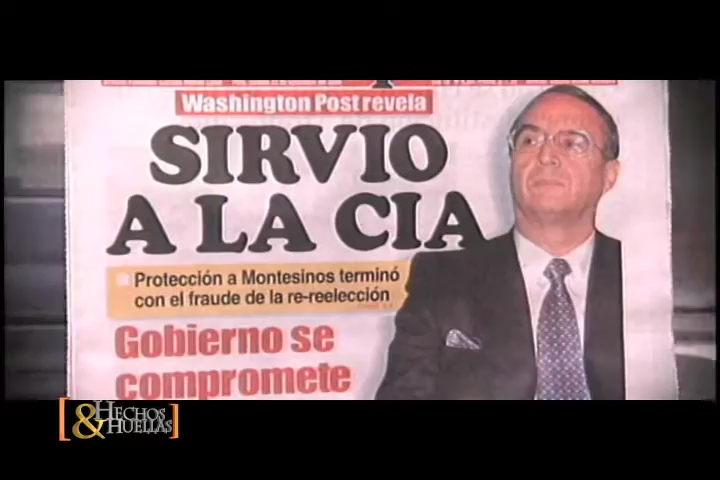 Washington Post revela
SIRVIO
A LA CIA
Protección a Montesinos terminó
con el fraude de la re-reelección
Gobierno se
compromete
[&HECHOS
HUELLAS]